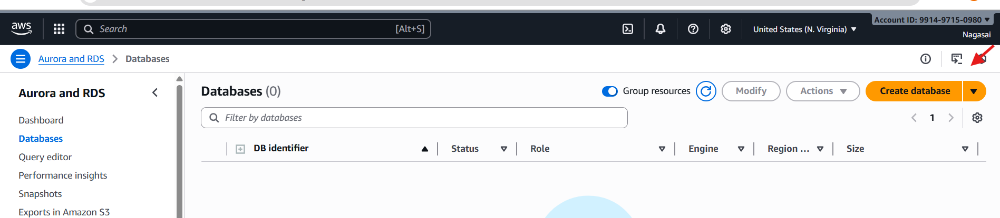 aws
Search
[Alt+S]
United States (N. Virginia)
Account ID: 9914-9715-0980
Nagasai
Aurora and RDS
Databases
Aurora and RDS
Dashboard
Databases
Query editor
Performance insights
Snapshots
Exports in Amazon S3
Databases (0)
Group resources
Modify
Actions
Create database
Filter by databases
1
DB identifier
Status
Role
Engine
Region ...
Size